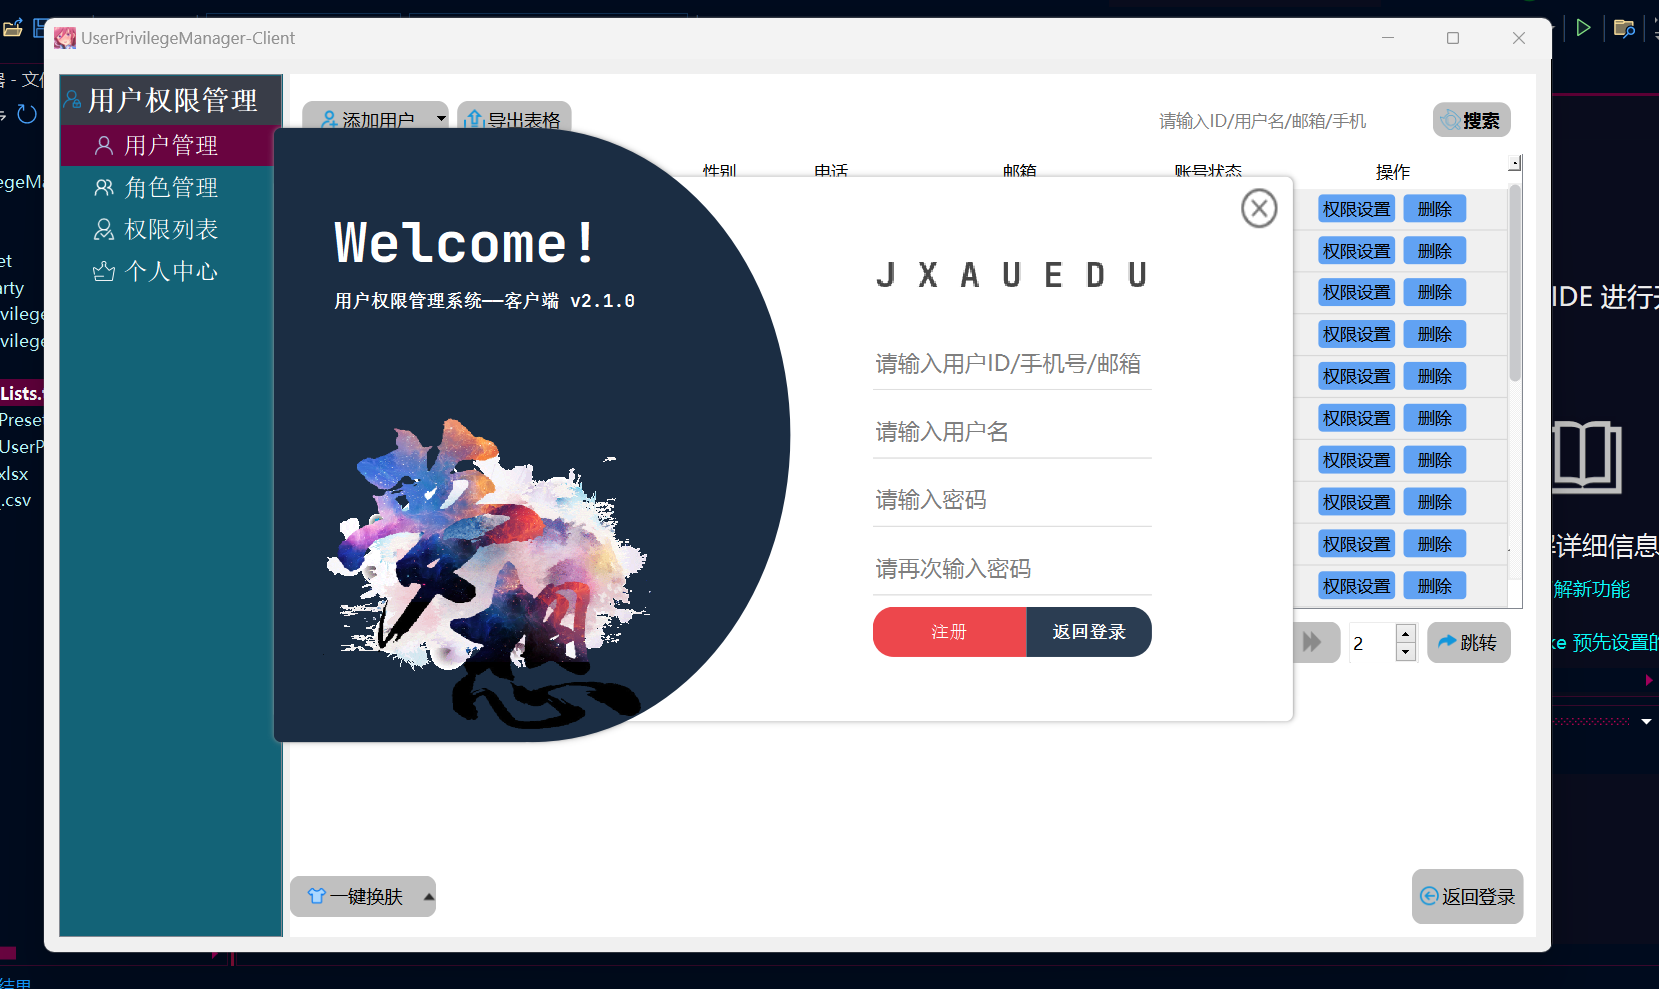 UserPrivilegeManager-Client
用户权限管理
用户管理
角色管理
权限列表
个人中心
添加用户
导出表格
请输入ID/用户名/邮箱/手机
搜索
性别
电话
邮箱
账号状态
操作
权限设置 删除
权限设置 删除
权限设置 删除
权限设置 删除
权限设置 删除
权限设置 删除
权限设置 删除
权限设置 删除
权限设置 删除
权限设置 删除
Welcome!
用户权限管理系统——客户端 v2.1.0
JXAUEDU
请输入用户ID/手机号/邮箱
请输入用户名
请输入密码
请再次输入密码
注册
返回登录
2
跳转
一键换肤
返回登录
- 文件
egeMa
et
arty
vilege
vilege
Lists.
Preset
UserP
xlsx
.csv
结果
IDE 进行开
详细信息
解新功能
ke 预先设置的